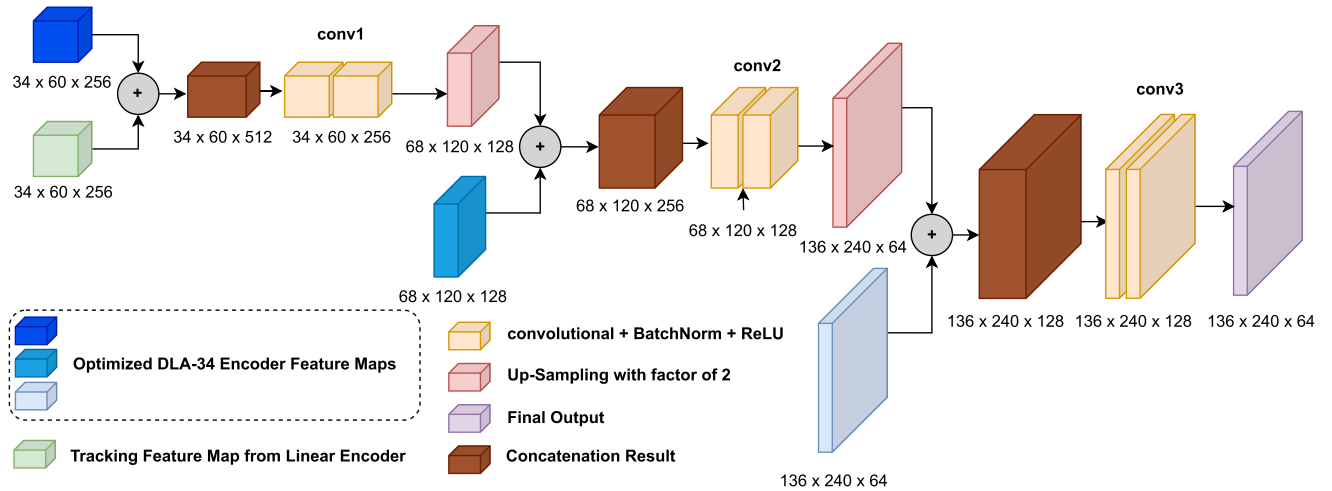 conv1
34 x 60 x 256
+
34 x 60 x 512
34 x 60 x 256
34 x 60 x 256
68 x 120 x 128
+
68 x 120 x 128
conv2
68 x 120 x 256
68 x 120 x 128
136 x 240 x 64
+
136 x 240 x 64
conv3
136 x 240 x 128
136 x 240 x 128
136 x 240 x 64
Optimized DLA-34 Encoder Feature Maps
Tracking Feature Map from Linear Encoder
convolutional + BatchNorm + ReLU
Up-Sampling with factor of 2
Final Output
Concatenation Result